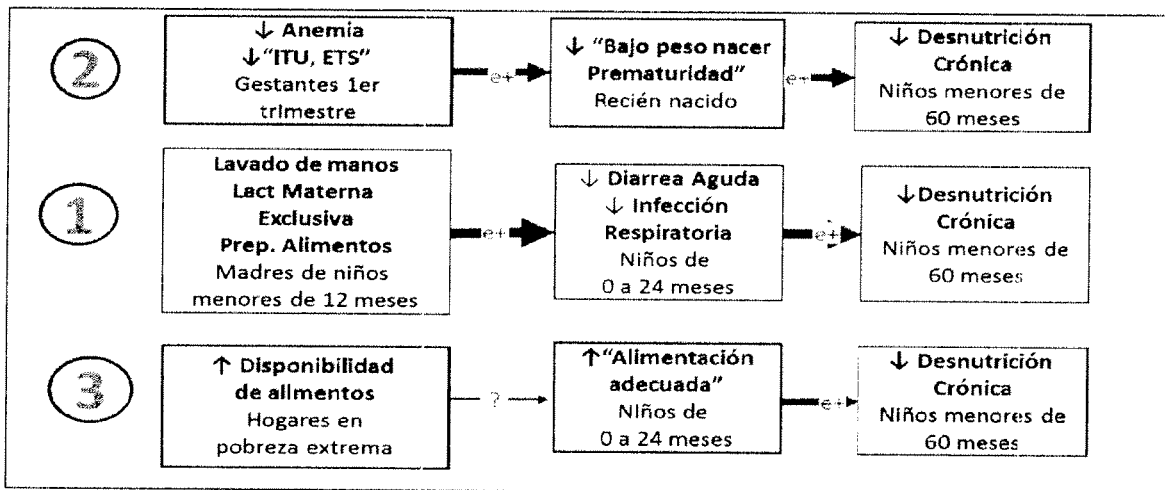 2
↓ Anemia
↓"ITU, ETS"
Gestantes 1er
trimestre
e+
↓ "Bajo peso nacer
Prematuridad"
Recién nacido
e+
↓ Desnutrición
Crónica
Niños menores de
60 meses
1
Lavado de manos
Lact Materna
Exclusiva
Prep. Alimentos
Madres de niños
menores de 12 meses
e+
↓ Diarrea Aguda
↓ Infección
Respiratoria
Niños de
0 a 24 meses
e+
↓Desnutrición
Crónica
Niños menores de
60 meses
3
↑ Disponibilidad
de alimentos
Hogares en
pobreza extrema
?
↑"Alimentación
adecuada"
Niños de
0 a 24 meses
e+
↓ Desnutrición
Crónica
Niños menores de
60 meses